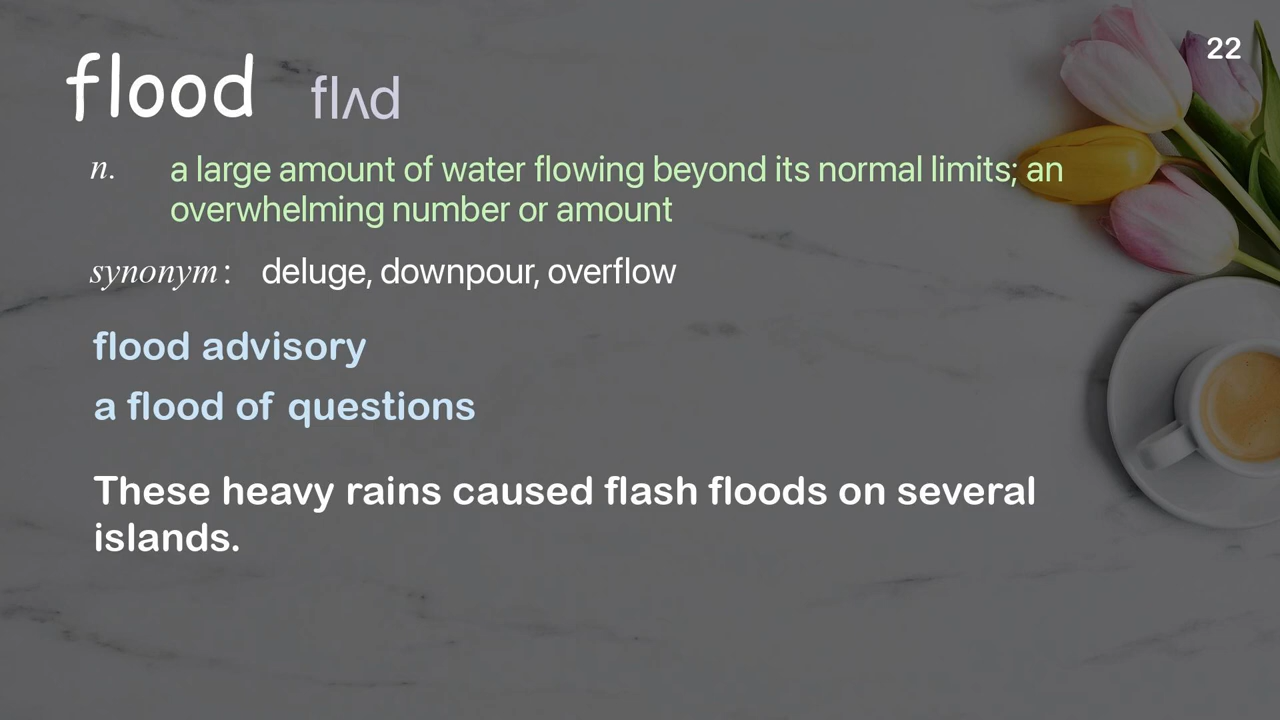 22
flood flʌd
n. a large amount of water flowing beyond its normal limits; an
overwhelming number or amount
synonym: deluge, downpour, overflow
flood advisory
a flood of questions
These heavy rains caused flash floods on several
islands.